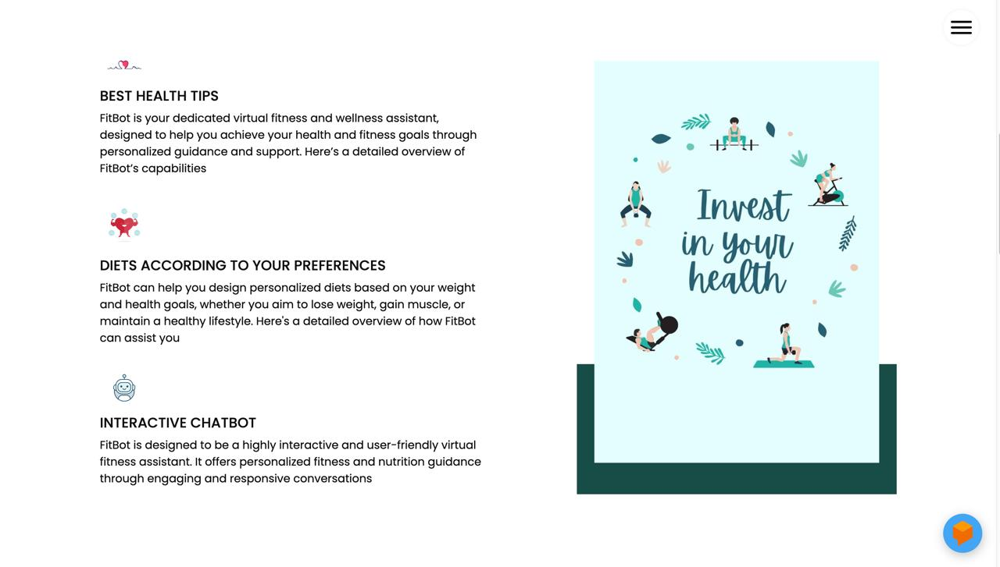 BEST HEALTH TIPS
FitBot is your dedicated virtual fitness and wellness assistant,
designed to help you achieve your health and fitness goals through
personalized guidance and support. Here’s a detailed overview of
FitBot’s capabilities
DIETS ACCORDING TO YOUR PREFERENCES
FitBot can help you design personalized diets based on your weight
and health goals, whether you aim to lose weight, gain muscle, or
maintain a healthy lifestyle. Here's a detailed overview of how FitBot
can assist you
INTERACTIVE CHATBOT
FitBot is designed to be a highly interactive and user-friendly virtual
fitness assistant. It offers personalized fitness and nutrition guidance
through engaging and responsive conversations
Invest
in your
health